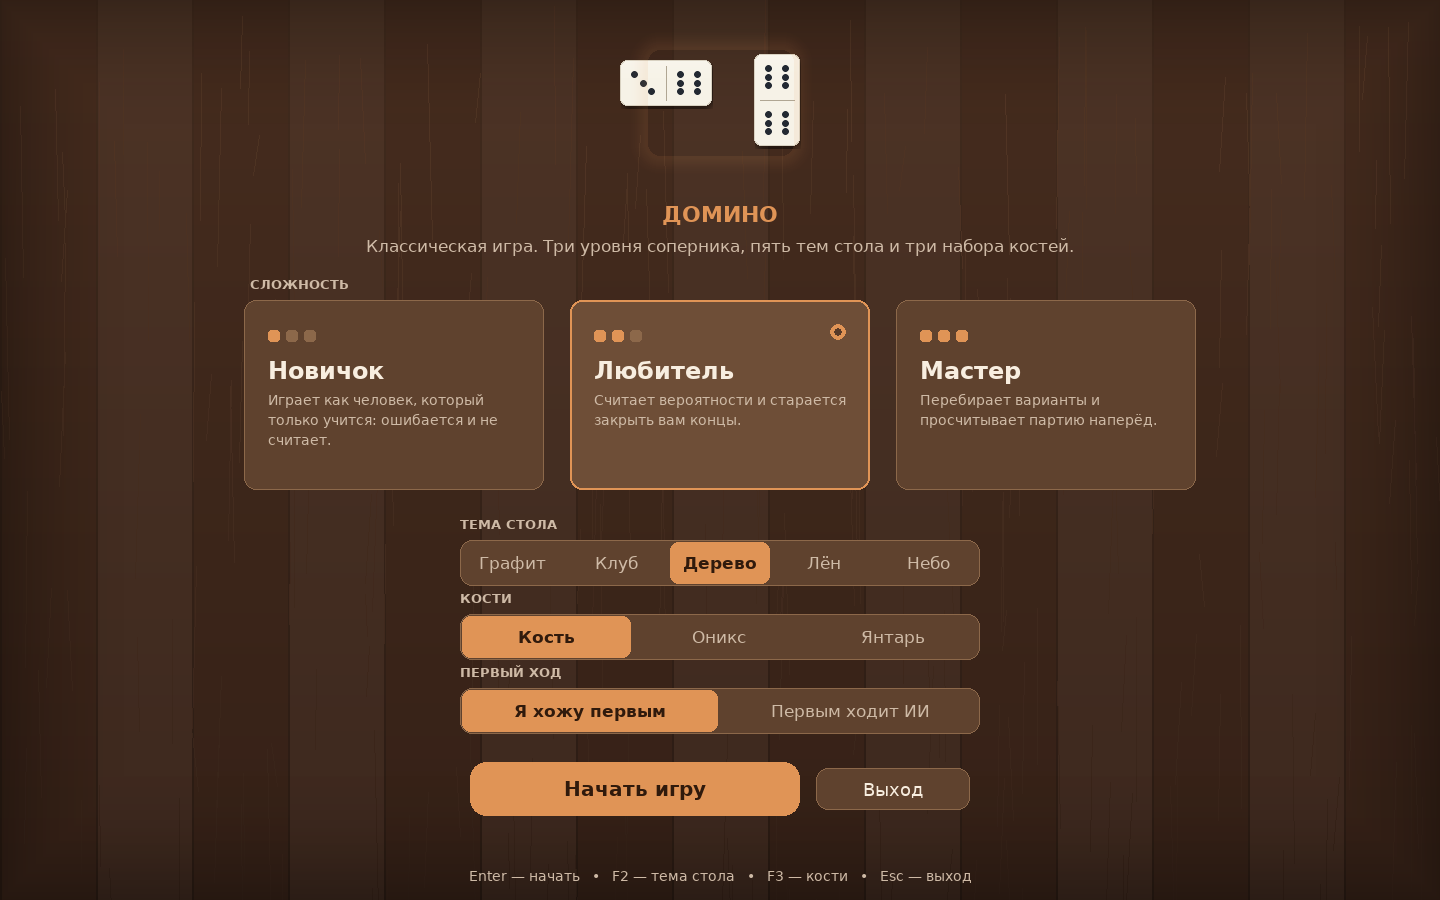 ДОМИНО
Классическая игра. Три уровня соперника, пять тем стола и три набора костей.
СЛОЖНОСТЬ
Новичок
Играет как человек, который
только учится: ошибается и не
считает.
Любитель
Считает вероятности и старается
закрыть вам концы.
Мастер
Перебирает варианты и
просчитывает партию наперёд.
ТЕМА СТОЛА
Графит Клуб Дерево Лён Небо
КОСТИ
Кость Оникс Янтарь
ПЕРВЫЙ ХОД
Я хожу первым Первым ходит ИИ
Начать игру Выход
Enter — начать • F2 — тема стола • F3 — кости • Esc — выход